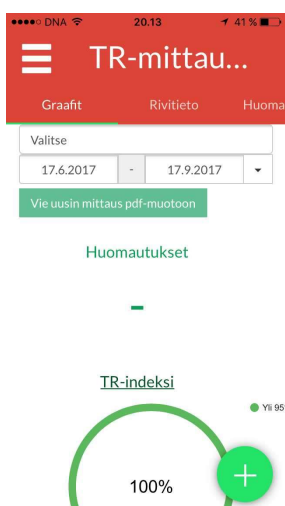 DNA 20.13 41 %
TR-mittau...
Graafit Rivitieto Huoma
Valitse
17.6.2017 - 17.9.2017
Vie uusin mittaus pdf-muotoon
Huomautukset
-
TR-indeksi
Yli 95
100%
+